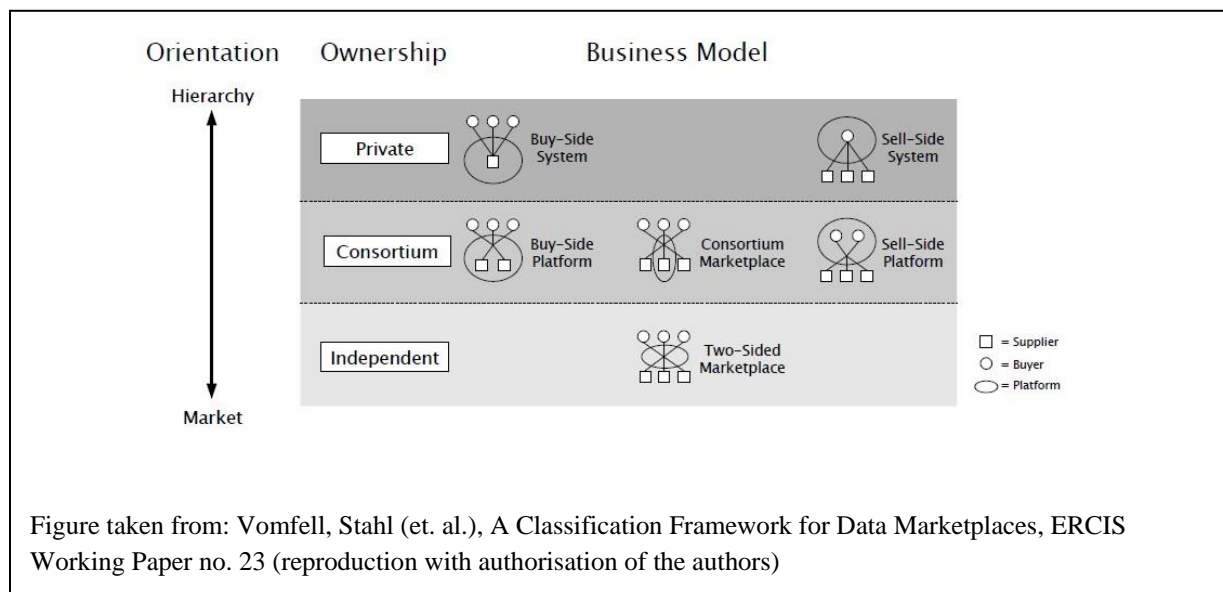 Orientation Ownership Business Model
Hierarchy
Private
Buy-Side
System
Sell-Side
System
Consortium
Buy-Side
Platform
Consortium
Marketplace
Sell-Side
Platform
Independent
Two-Sided
Marketplace
= Supplier
= Buyer
= Platform
Market
Figure taken from: Vomfell, Stahl (et. al.), A Classification Framework for Data Marketplaces, ERCIS
Working Paper no. 23 (reproduction with authorisation of the authors)